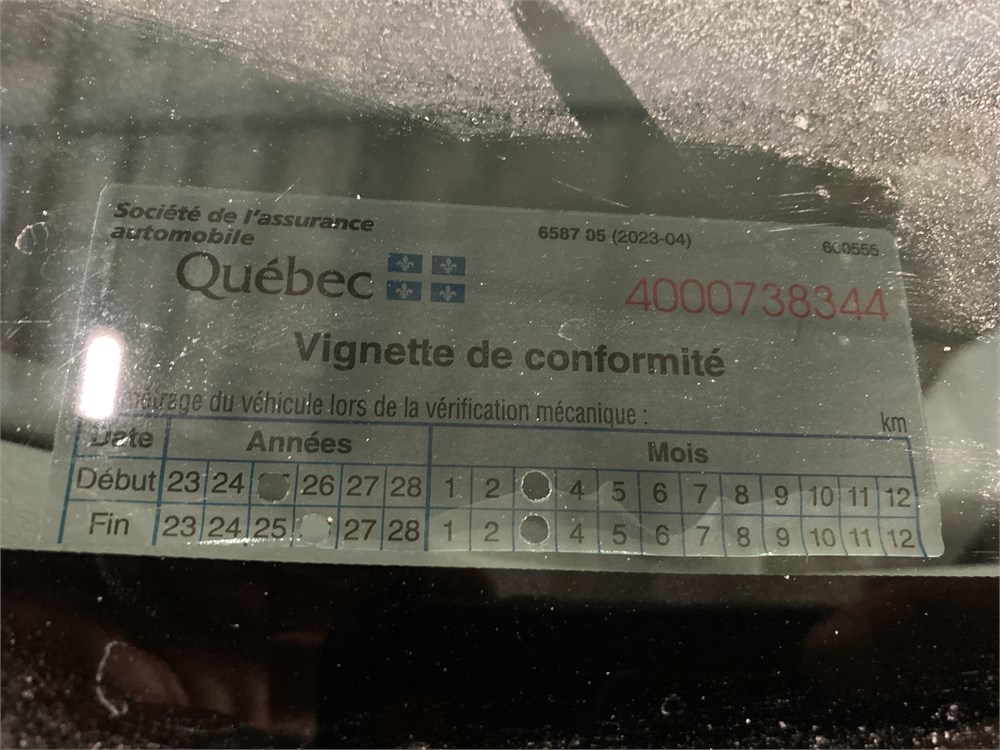 Société de l'assurance
automobile
Québec
6587 05 (2023-04)
4000738344
Vignette de conformité
du véhicule lors de la vérification mécanique :
km
Date Années Mois
Début 23 24 26 27 28 1 2 4 5 6 7 8 9 10 11 12
Fin 23 24 25 27 28 1 2 4 5 6 7 8 9 10 11 12